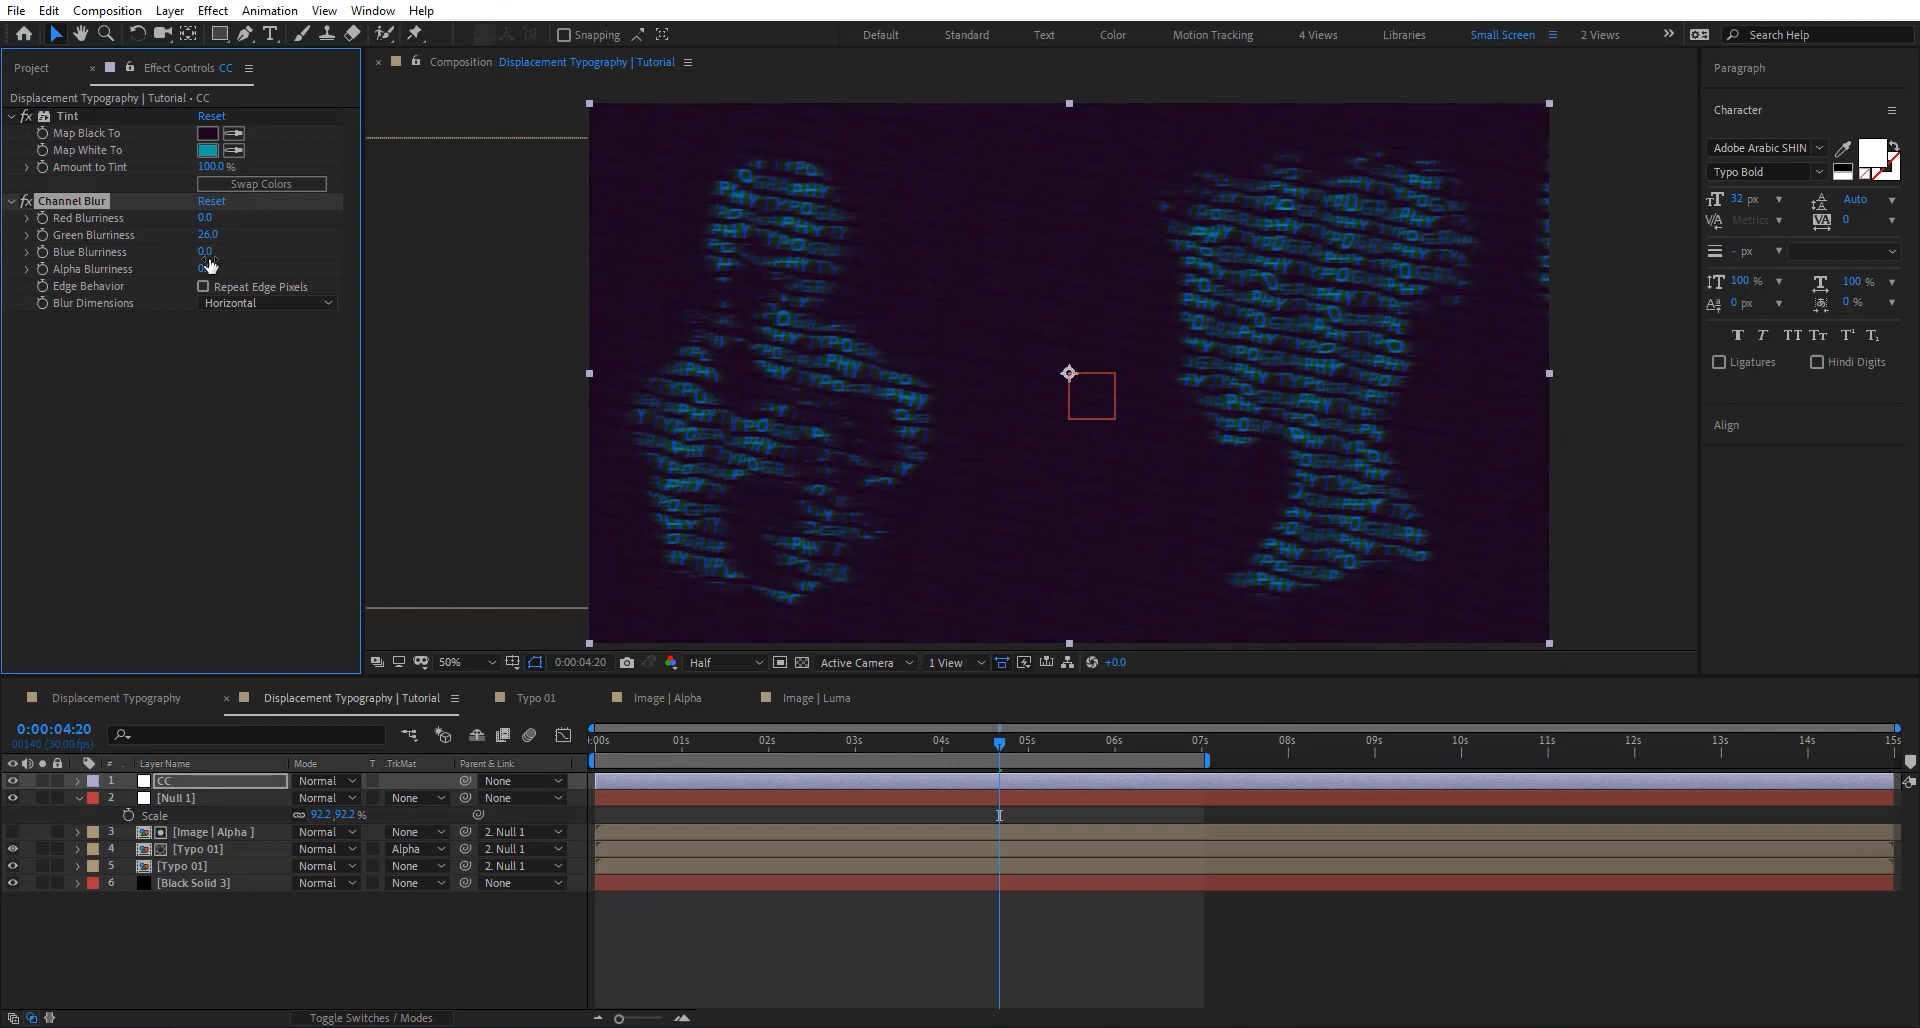 File Edit Composition Layer Effect Animation View Window Help
Snapping Default Standard Text Color Motion Tracking 4 Views Libraries Small Screen 2 Views Search Help
Project Effect Controls CC
Displacement Typography | Tutorial • CC
fx Tint Reset
Map Black To
Map White To
Amount to Tint 100.0 %
Swap Colors
fx Channel Blur Reset
Red Blurriness 0.0
Green Blurriness 26.0
Blue Blurriness 0.0
Alpha Blurriness
Edge Behavior Repeat Edge Pixels
Blur Dimensions Horizontal
Composition Displacement Typography | Tutorial
50% 0:00:04:20 Half Active Camera 1 View +0.0
Paragraph
Character
Adobe Arabic SHIN
Typo Bold
32 px Auto
Metrics 0
- px
100 % 100 %
0 px 0 %
T T TT Tt T¹ T₁
Ligatures Hindi Digits
Align
Displacement Typography Displacement Typography | Tutorial Typo 01 Image | Alpha Image | Luma
0:00:04:20
00140 (30.00 fps)
:00s 01s 02s 03s 04s 05s 06s 07s 08s 09s 10s 11s 12s 13s 14s 15s
# Layer Name Mode T .TrkMat Parent & Link
1 CC Normal None
2 [Null 1] Normal None None
Scale 92.2,92.2 %
3 [Image | Alpha ] Normal None 2. Null 1
4 [Typo 01] Normal Alpha 2. Null 1
5 [Typo 01] Normal None 2. Null 1
6 [Black Solid 3] Normal None None
Toggle Switches / Modes